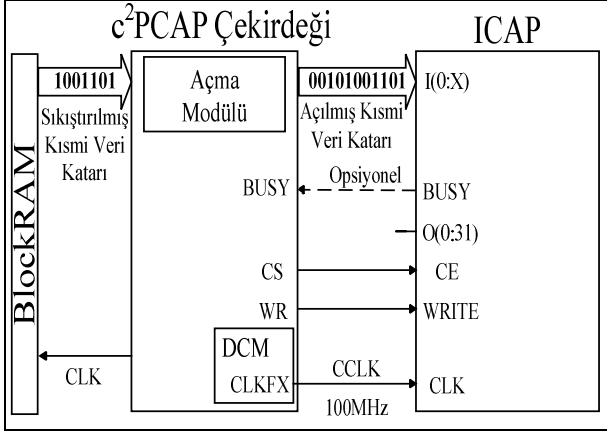 c²PCAP Çekirdeği
ICAP
BlockRAM
1001101
Sıkıştırılmış
Kısmi Veri
Katarı
Açma
Modülü
00101001101
Açılmış Kısmi
Veri Katarı
I(0:X)
BUSY
Opsiyonel
BUSY
O(0:31)
CS
CE
WR
WRITE
DCM
CLKFX
CCLK
100MHz
CLK
CLK